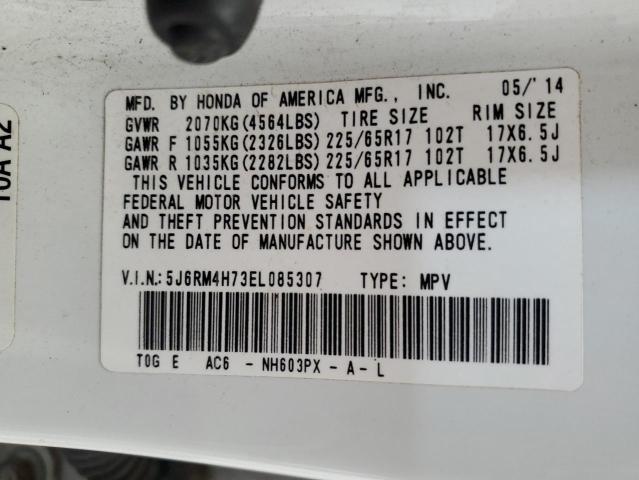 MFD. BY HONDA OF AMERICA MFG., INC. 05/'14
GVWR 2070KG(4564LBS) TIRE SIZE RIM SIZE
GAWR F 1055KG(2326LBS) 225/65R17 102T 17X6.5J
GAWR R 1035KG(2282LBS) 225/65R17 102T 17X6.5J
THIS VEHICLE CONFORMS TO ALL APPLICABLE
FEDERAL MOTOR VEHICLE SAFETY
AND THEFT PREVENTION STANDARDS IN EFFECT
ON THE DATE OF MANUFACTURE SHOWN ABOVE.
V.I.N.:5J6RM4H73EL085307 TYPE: MPV
T0G E AC6 - NH603PX - A - L